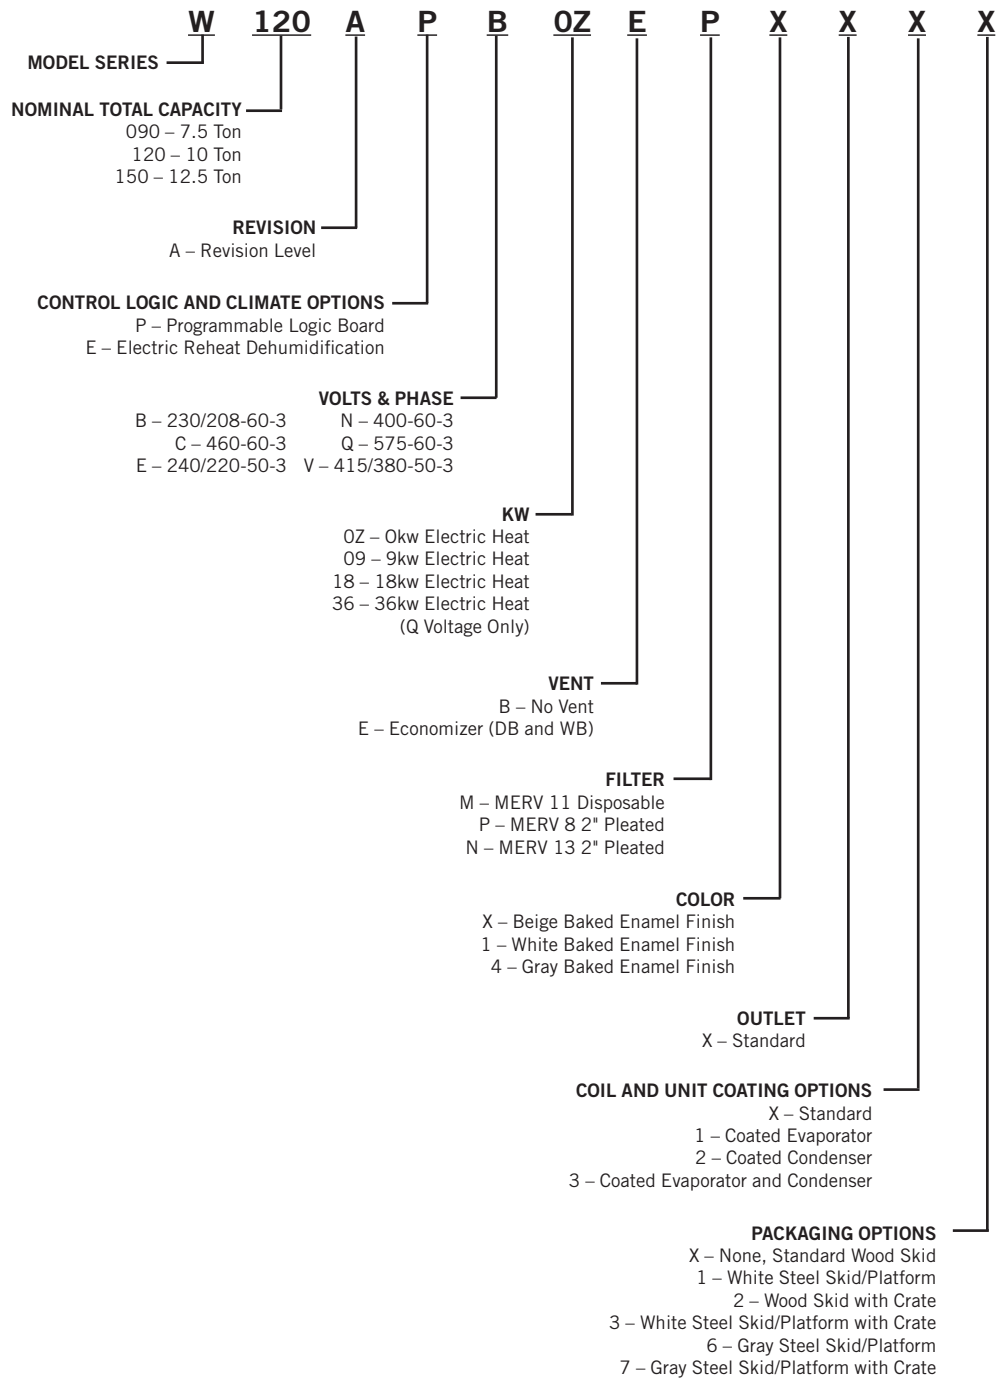 W 120 A P B 0Z E P X X X X
MODEL SERIES
NOMINAL TOTAL CAPACITY
090 – 7.5 Ton
120 – 10 Ton
150 – 12.5 Ton
REVISION
A – Revision Level
CONTROL LOGIC AND CLIMATE OPTIONS
P – Programmable Logic Board
E – Electric Reheat Dehumidification
VOLTS & PHASE
B – 230/208-60-3 N – 400-60-3
C – 460-60-3 Q – 575-60-3
E – 240/220-50-3 V – 415/380-50-3
KW
0Z – 0kw Electric Heat
09 – 9kw Electric Heat
18 – 18kw Electric Heat
36 – 36kw Electric Heat
(Q Voltage Only)
VENT
B – No Vent
E – Economizer (DB and WB)
FILTER
M – MERV 11 Disposable
P – MERV 8 2" Pleated
N – MERV 13 2" Pleated
COLOR
X – Beige Baked Enamel Finish
1 – White Baked Enamel Finish
4 – Gray Baked Enamel Finish
OUTLET
X – Standard
COIL AND UNIT COATING OPTIONS
X – Standard
1 – Coated Evaporator
2 – Coated Condenser
3 – Coated Evaporator and Condenser
PACKAGING OPTIONS
X – None, Standard Wood Skid
1 – White Steel Skid/Platform
2 – Wood Skid with Crate
3 – White Steel Skid/Platform with Crate
6 – Gray Steel Skid/Platform
7 – Gray Steel Skid/Platform with Crate